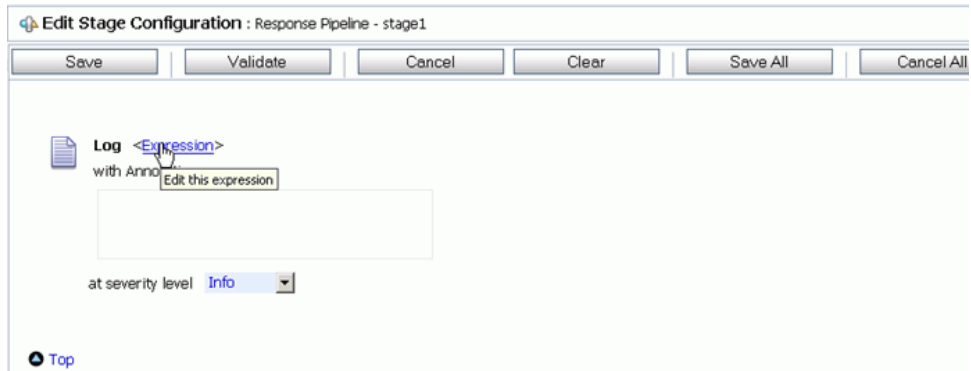 Edit Stage Configuration : Response Pipeline - stage1
Save Validate Cancel Clear Save All Cancel All
Log <Expression>
with Anno
Edit this expression
at severity level Info
Top